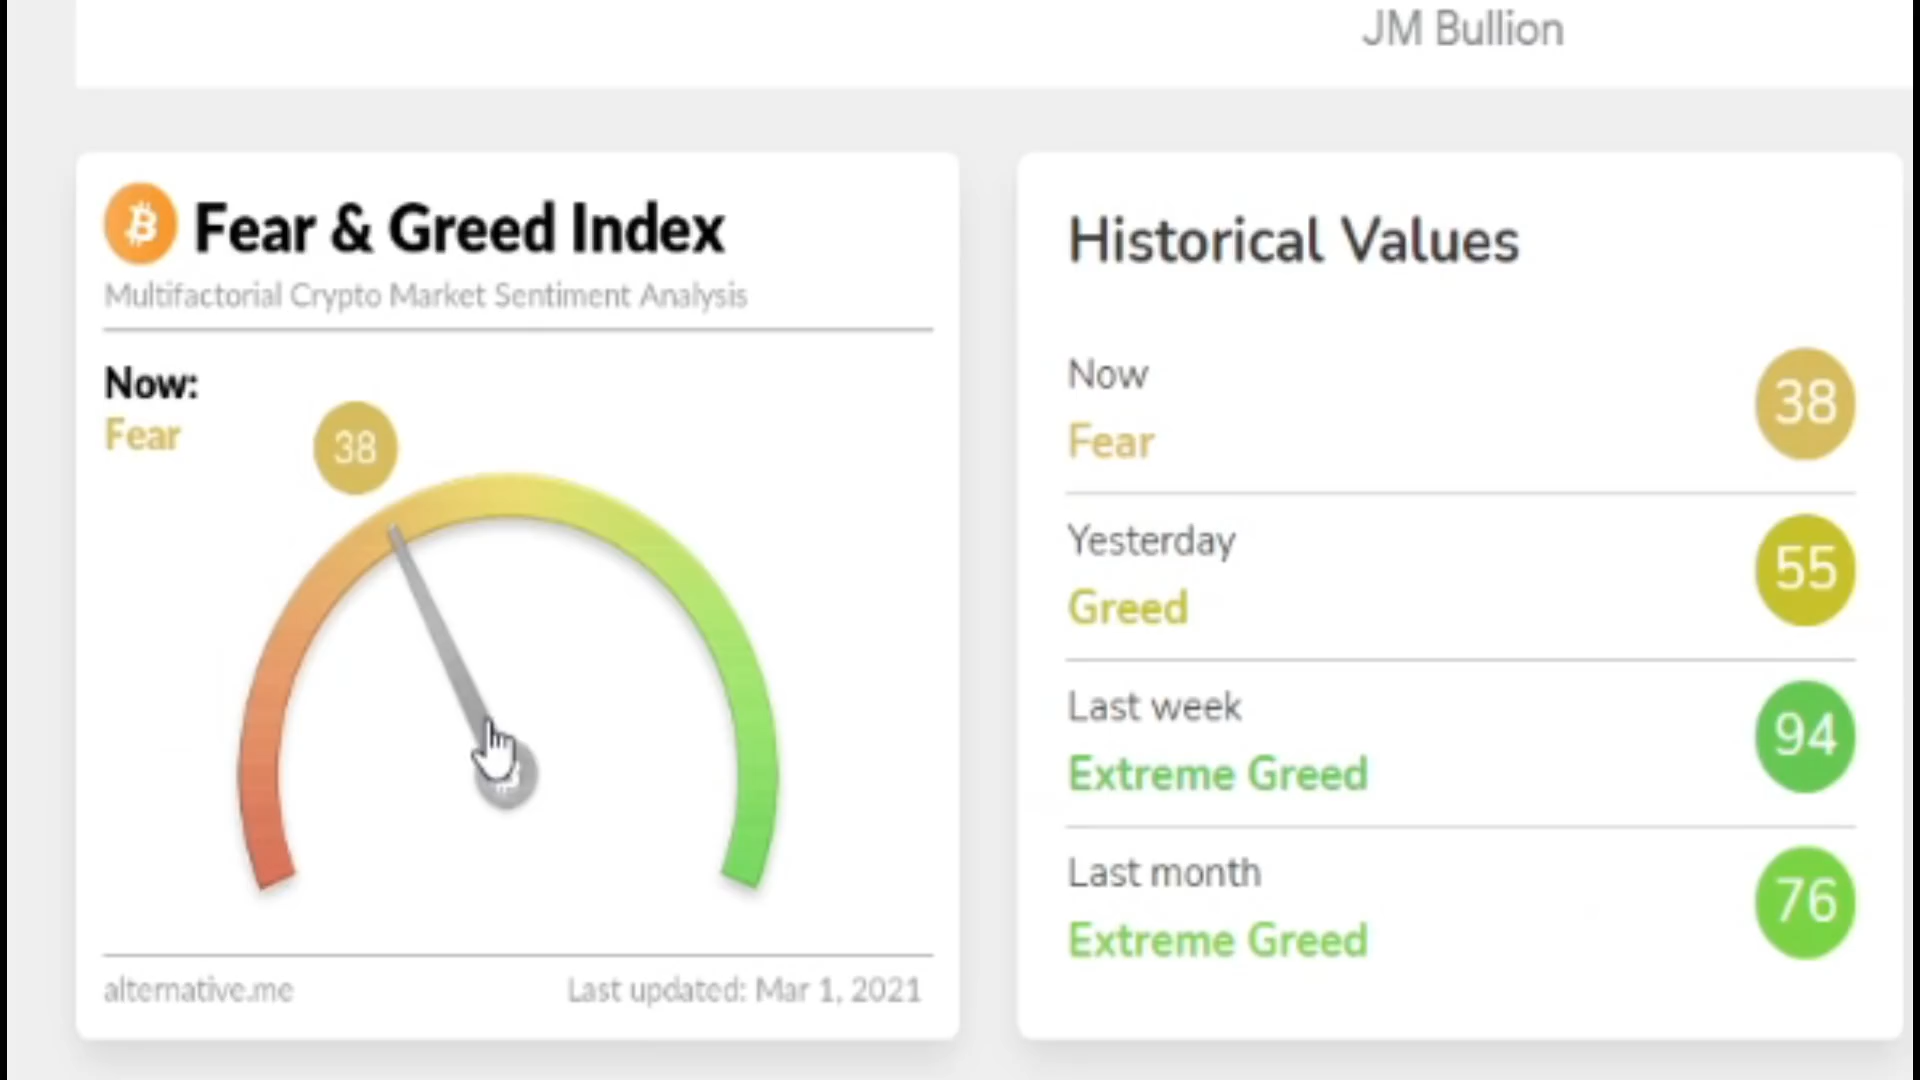 JM Bullion
Fear & Greed Index
Multifactorial Crypto Market Sentiment Analysis
Now:
Fear
38
alternative.me
Last updated: Mar 1, 2021
Historical Values
Now
Fear
38
Yesterday
Greed
55
Last week
Extreme Greed
94
Last month
Extreme Greed
76